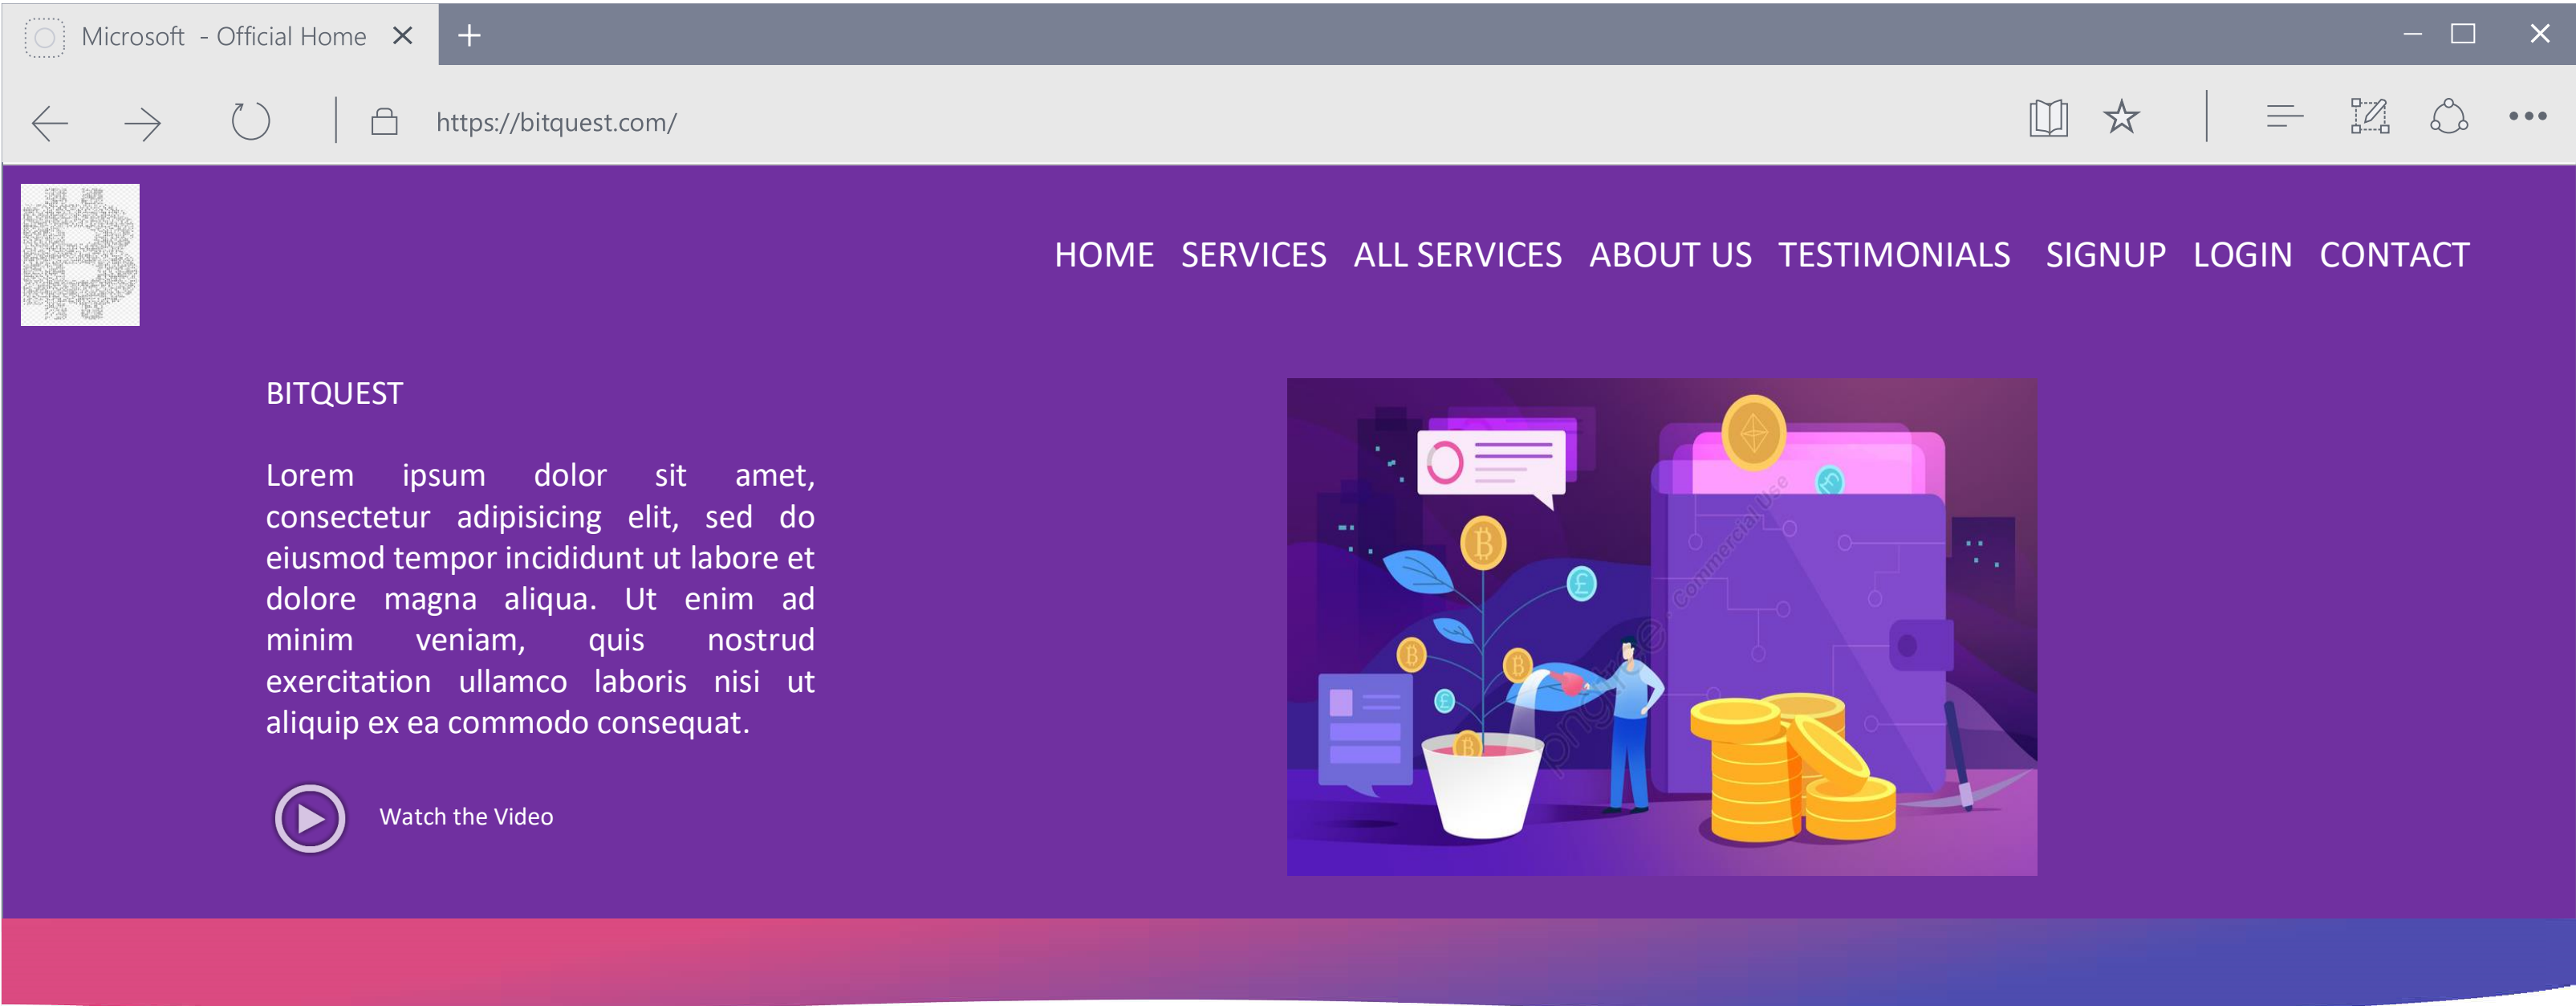 Microsoft - Official Home
https://bitquest.com/
HOME SERVICES ALL SERVICES ABOUT US TESTIMONIALS SIGNUP LOGIN CONTACT
BITQUEST
Lorem ipsum dolor sit amet,
consectetur adipisicing elit, sed do
eiusmod tempor incididunt ut labore et
dolore magna aliqua. Ut enim ad
minim veniam, quis nostrud
exercitation ullamco laboris nisi ut
aliquip ex ea commodo consequat.
Watch the Video
Commercial Use